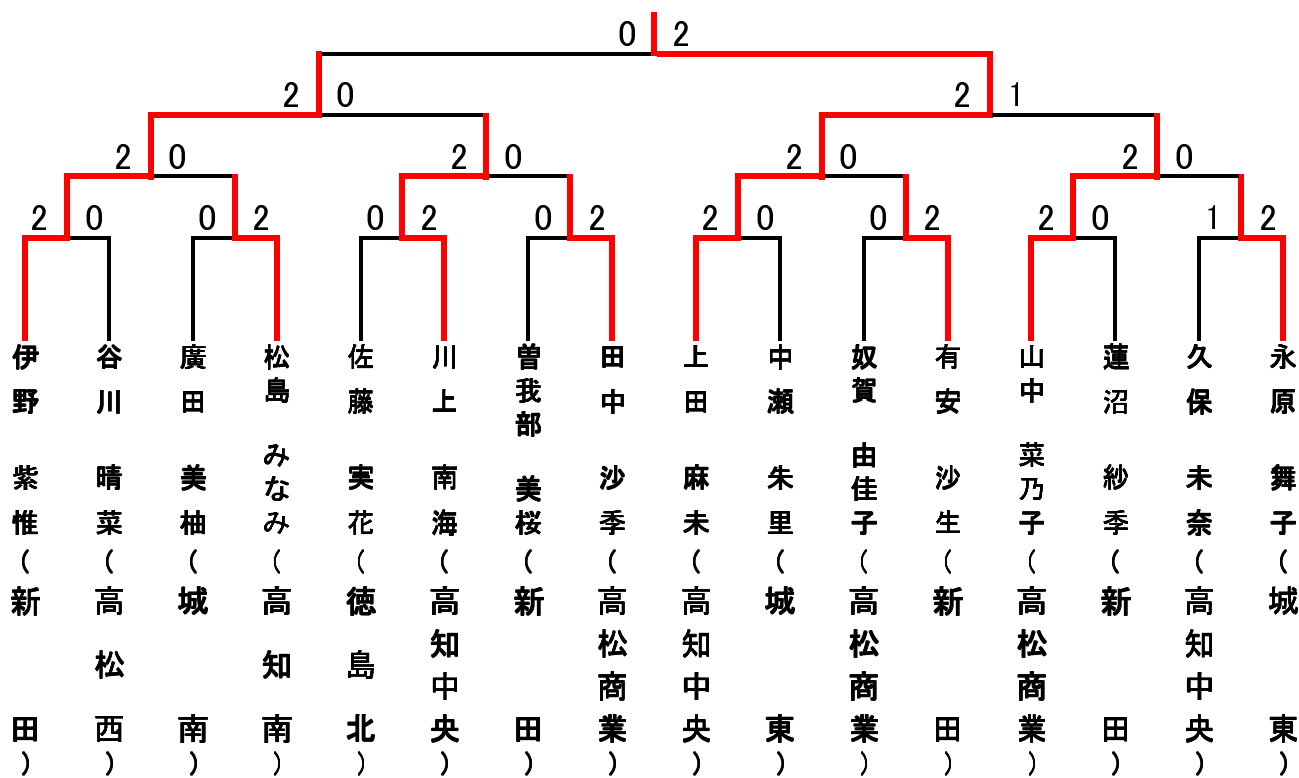 0 2
2 0 2 1
2 0 2 0 2 0 2 0
2 0 0 2 0 2 0 2 2 0 0 2 2 0 1 2
伊野 紫惟(新田)
谷川 晴菜(高松西)
廣田 美柚(城南)
松島 みなみ(高知南)
佐藤 実花(徳島北)
川上 南海(高知中央)
曽我部 美桜(新田)
田中 沙季(高松商業)
上田 麻未(高知中央)
中瀬 朱里(城東)
奴賀 由佳子(高松商業)
有安 沙生(新田)
山中 菜乃子(高松商業)
蓮沼 紗季(新田)
久保 未奈(高知中央)
永原 舞子(城東)